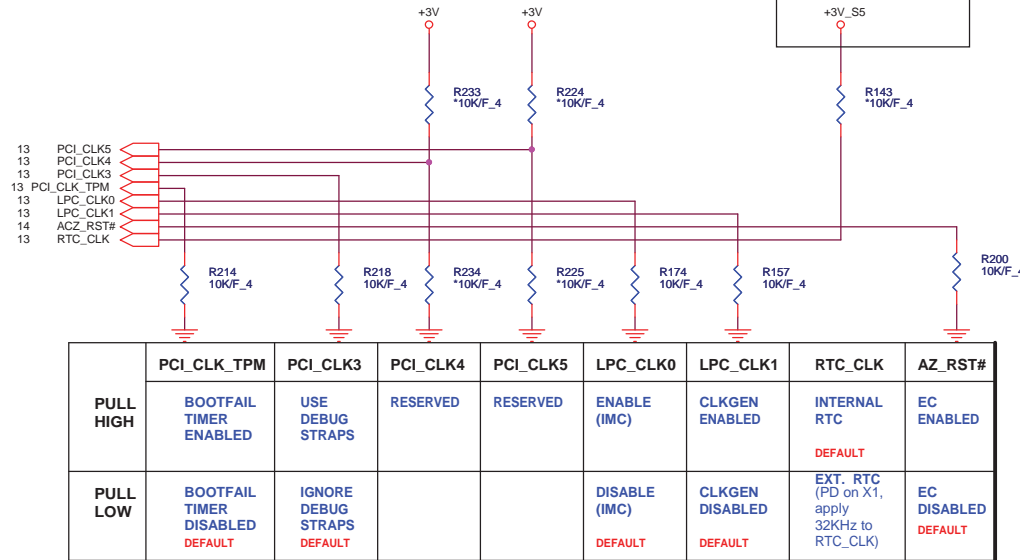 +3V +3V +3V_S5
R233 R224 R143
*10K/F_4 *10K/F_4 *10K/F_4
13 PCI_CLK5
13 PCI_CLK4
13 PCI_CLK3
13 PCI_CLK_TPM
13 LPC_CLK0
13 LPC_CLK1
14 ACZ_RST#
13 RTC_CLK
R214 R218 R234 R225 R174 R157 R200
10K/F_4 10K/F_4 *10K/F_4 *10K/F_4 10K/F_4 10K/F_4 10K/F_4
PCI_CLK_TPM PCI_CLK3 PCI_CLK4 PCI_CLK5 LPC_CLK0 LPC_CLK1 RTC_CLK AZ_RST#
PULL BOOTFAIL USE RESERVED RESERVED ENABLE CLKGEN INTERNAL EC
HIGH TIMER DEBUG (IMC) ENABLED RTC ENABLED
ENABLED STRAPS
DEFAULT
PULL BOOTFAIL IGNORE DISABLE CLKGEN EXT. RTC EC
LOW TIMER DEBUG (IMC) DISABLED (PD on X1, DISABLED
DISABLED STRAPS apply
DEFAULT DEFAULT DEFAULT DEFAULT 32KHz to DEFAULT
RTC_CLK)